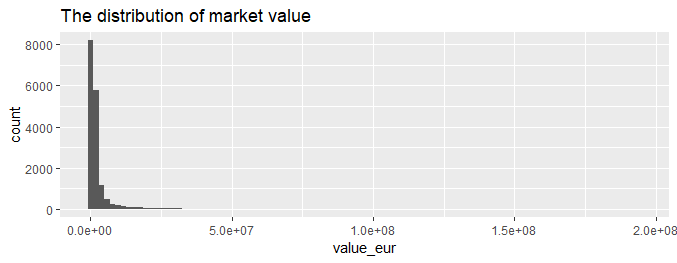 The distribution of market value
8000
6000
4000
2000
0
count
0.0e+00 5.0e+07 1.0e+08 1.5e+08 2.0e+08
value_eur